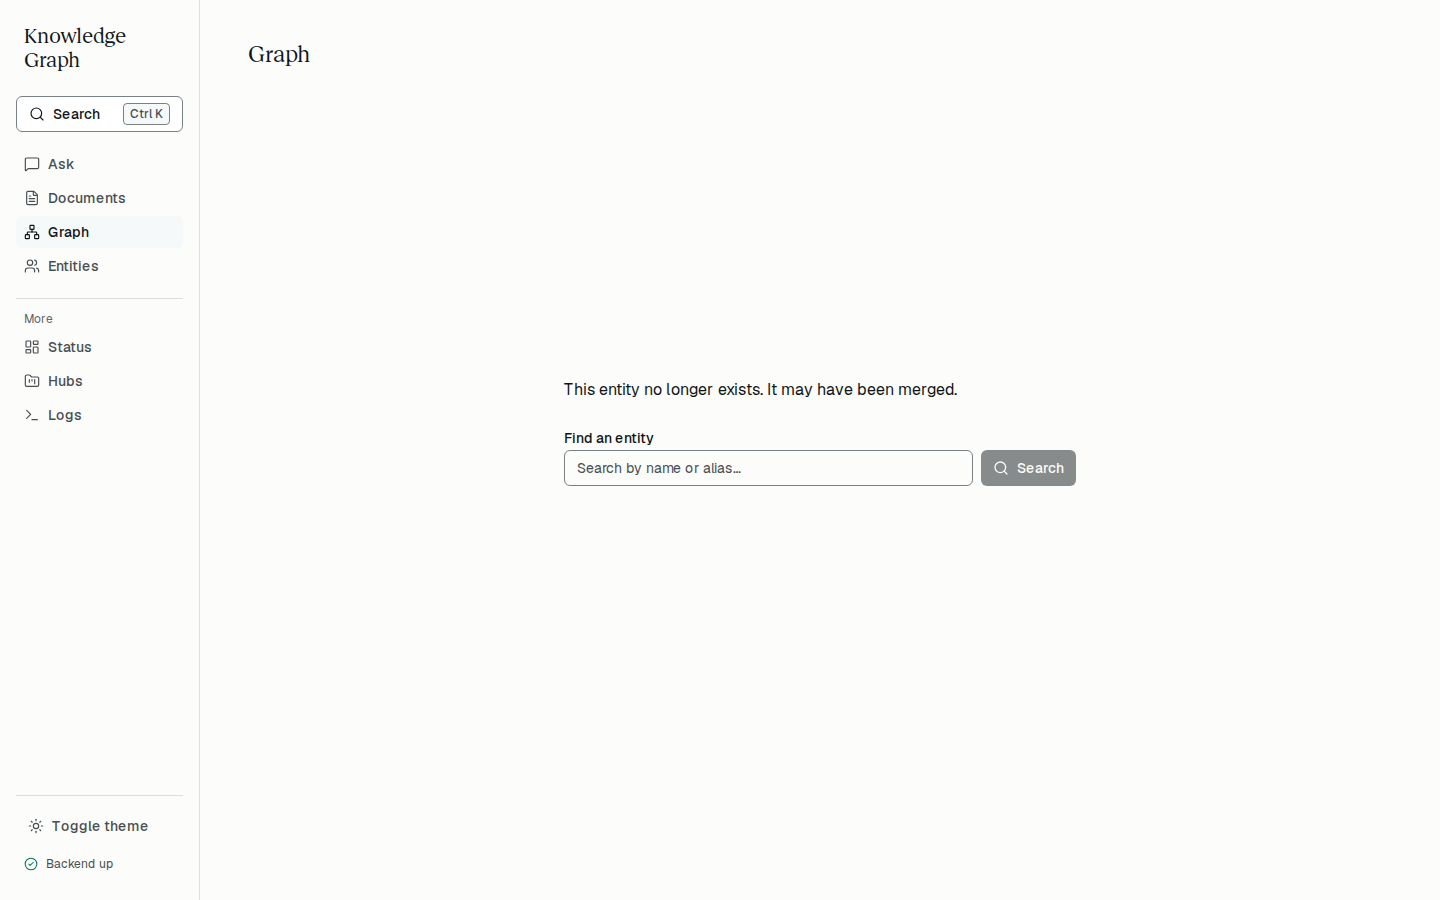 Knowledge
Graph
Search Ctrl K
Ask
Documents
Graph
Entities
More
Status
Hubs
Logs
Toggle theme
Backend up
Graph
This entity no longer exists. It may have been merged.
Find an entity
Search by name or alias… Search